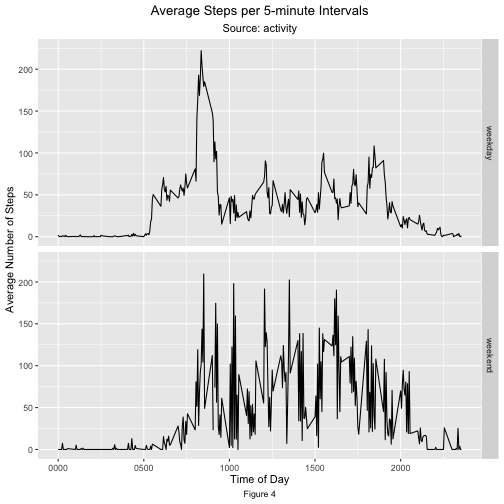 Average Steps per 5-minute Intervals
Source: activity
Average Number of Steps
200
150
100
50
0
weekday
200
150
100
50
0
weekend
0000 0500 1000 1500 2000
Time of Day
Figure 4